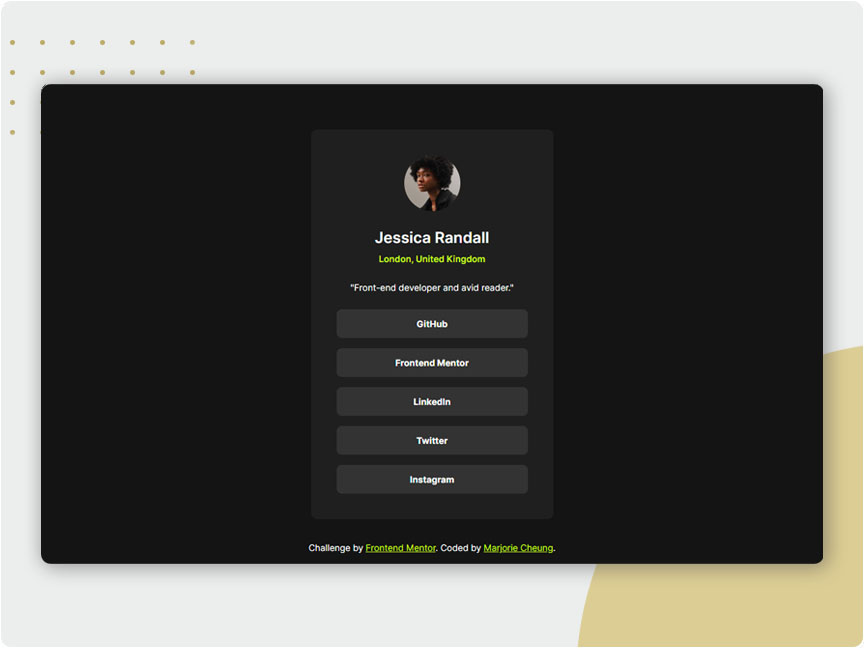 Jessica Randall
London, United Kingdom
"Front-end developer and avid reader."
GitHub
Frontend Mentor
LinkedIn
Twitter
Instagram
Challenge by Frontend Mentor. Coded by Marjorie Cheung.